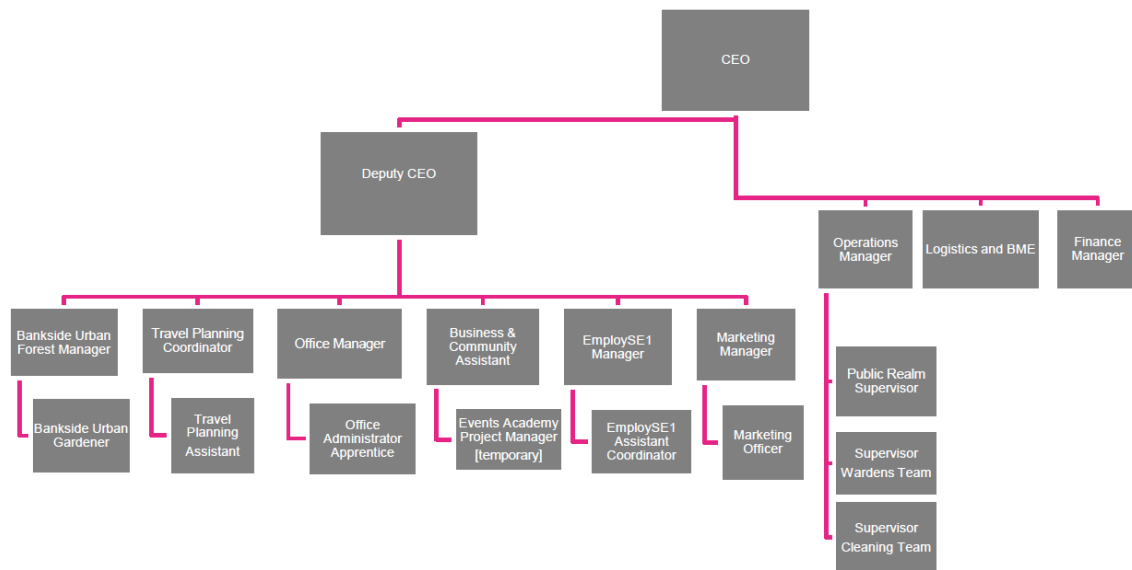 CEO
Deputy CEO
Operations
Manager
Logistics and BME
Finance
Manager
Bankside Urban
Forest Manager
Travel Planning
Coordinator
Office Manager
Business &
Community
Assistant
EmploySE1
Manager
Marketing
Manager
Bankside Urban
Gardener
Travel
Planning
Assistant
Office
Administrator
Apprentice
Events Academy
Project Manager
[temporary]
EmploySE1
Assistant
Coordinator
Marketing
Officer
Public Realm
Supervisor
Supervisor
Wardens Team
Supervisor
Cleaning Team